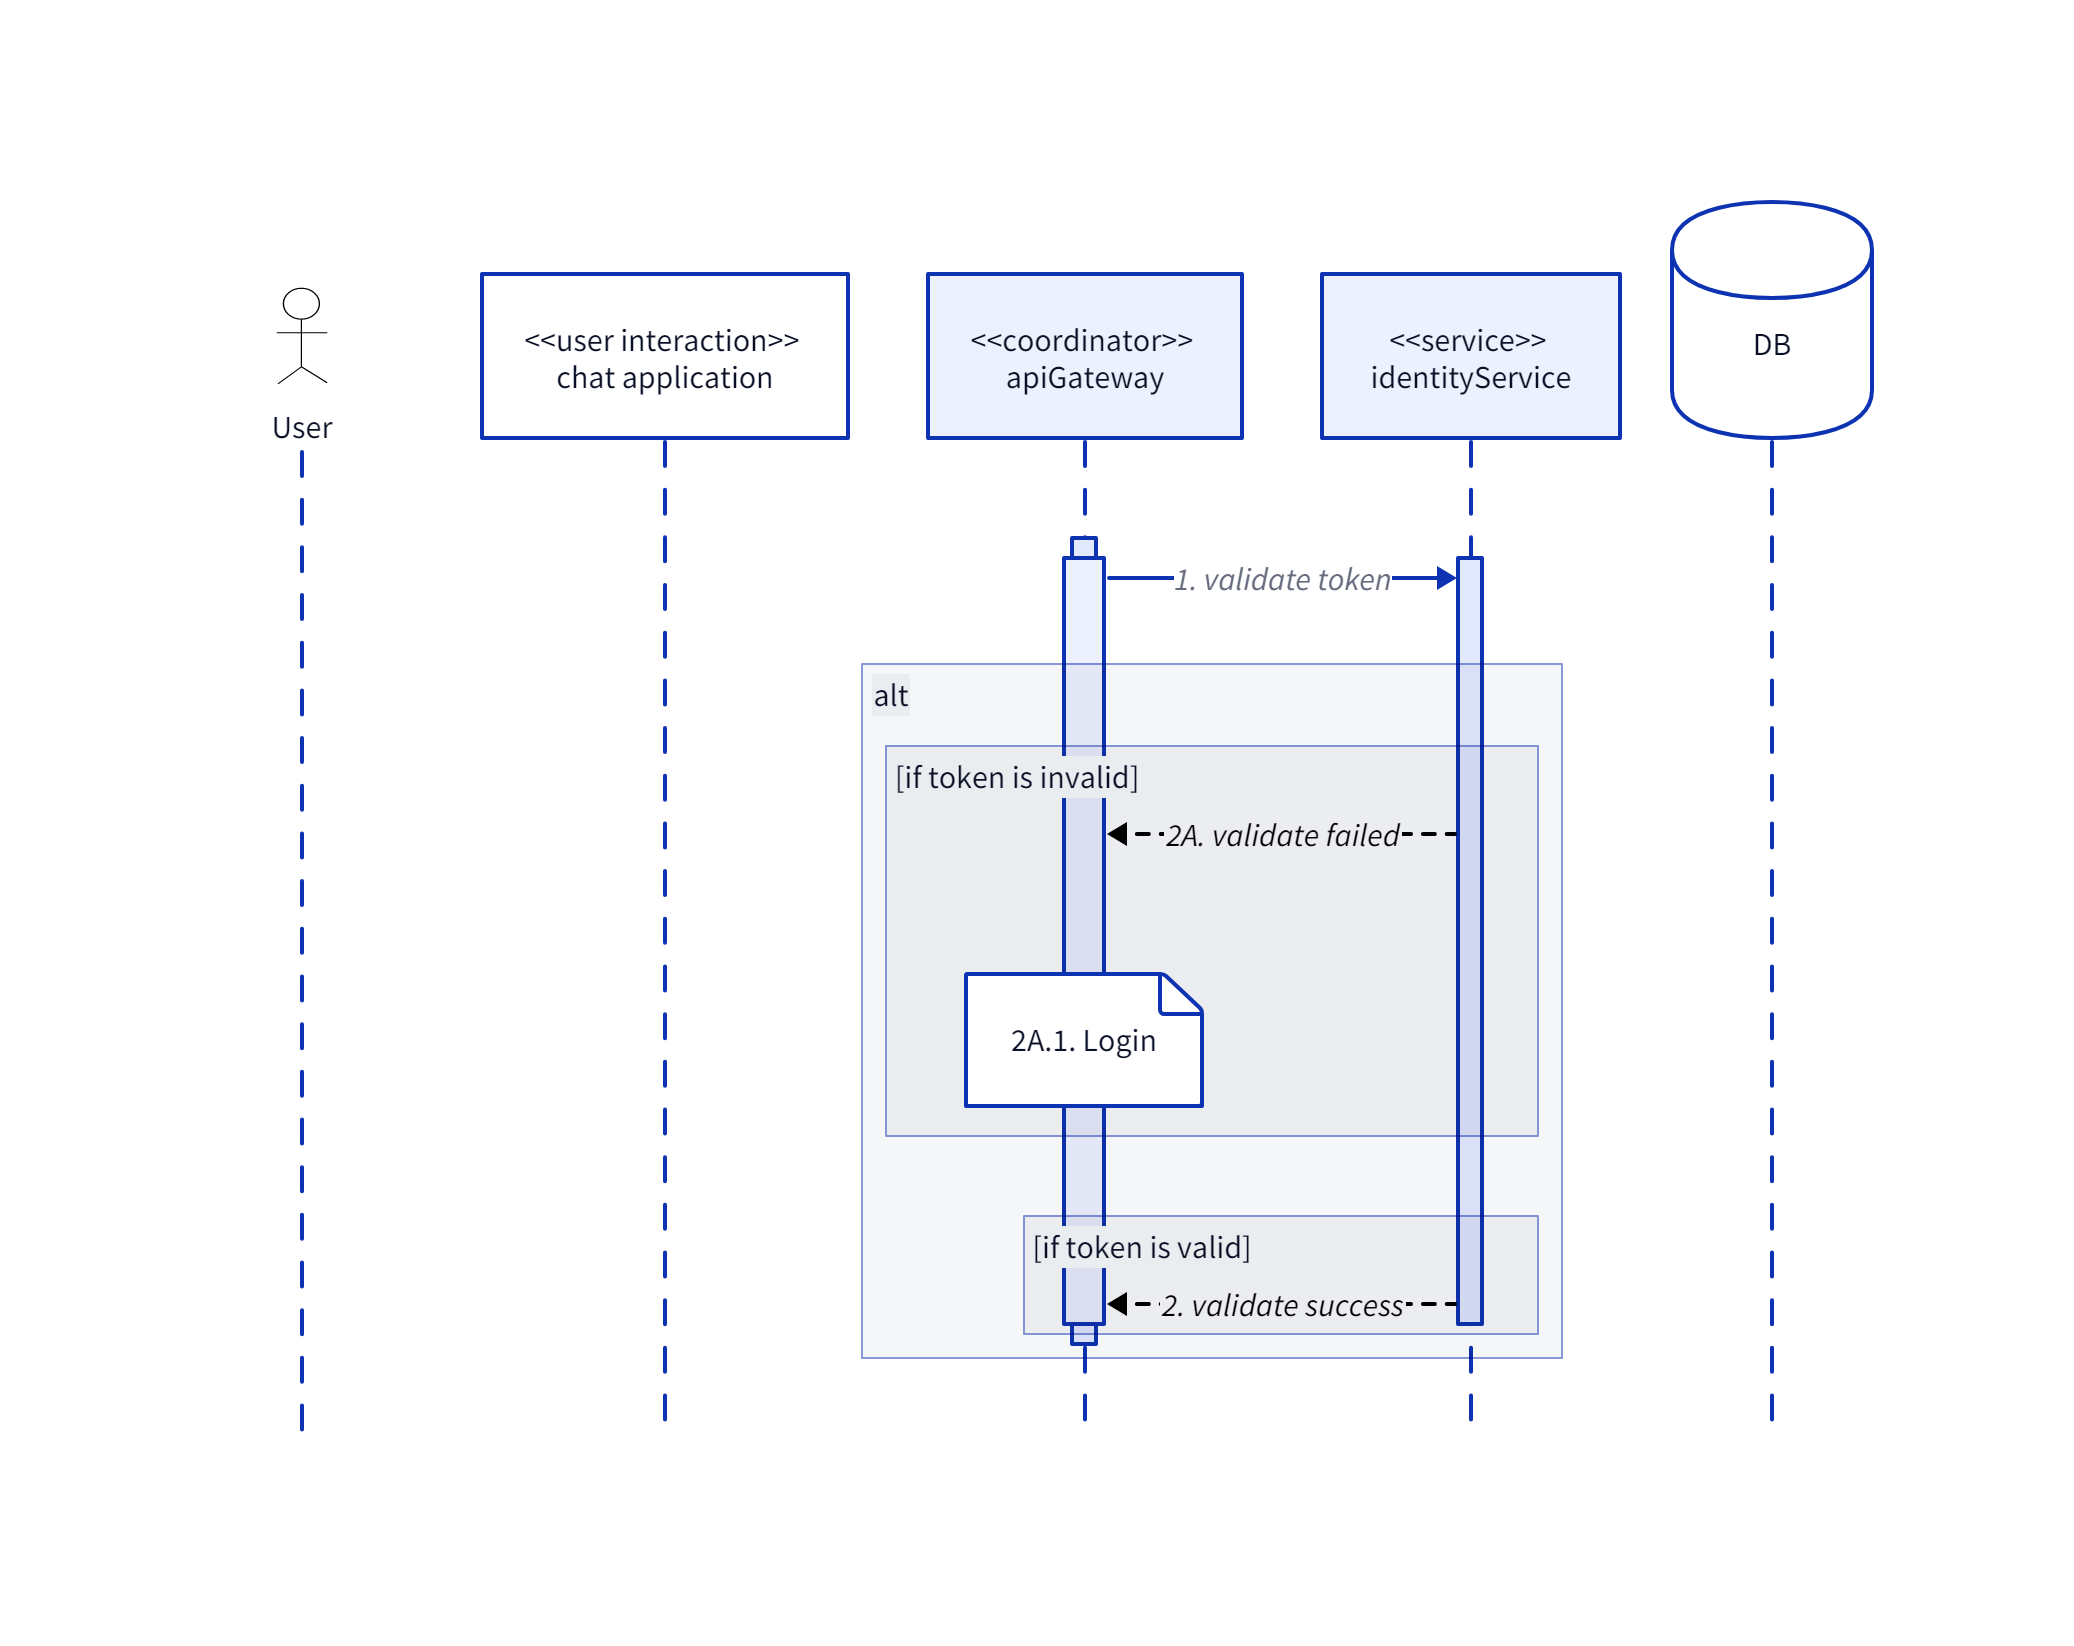 User
<<user interaction>>
chat application
<<coordinator>>
apiGateway
<<service>>
identityService
DB
1. validate token
alt
[if token is invalid]
2A. validate failed
2A.1. Login
[if token is valid]
2. validate success